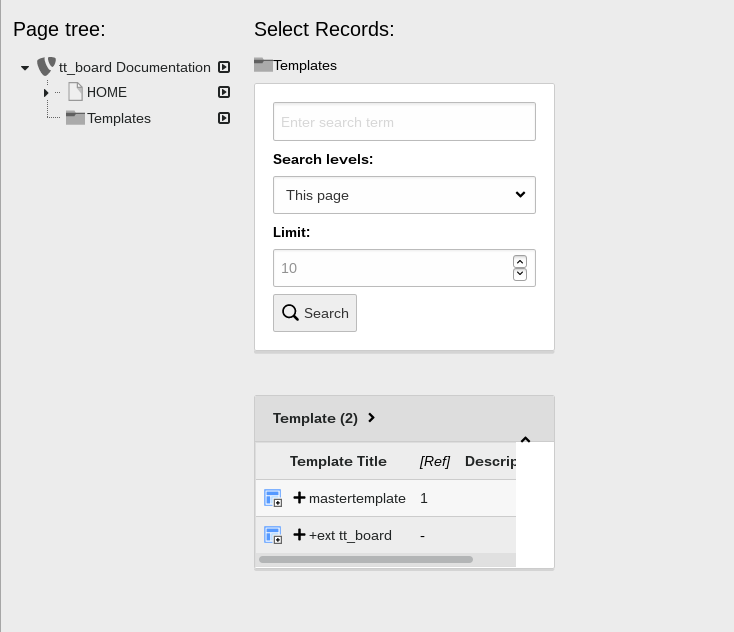 Page tree:
tt_board Documentation
HOME
Templates
Select Records:
Templates
Enter search term
Search levels:
This page
Limit:
10
Search
Template (2)
Template Title [Ref] Descrip
mastertemplate 1
+ext tt_board -